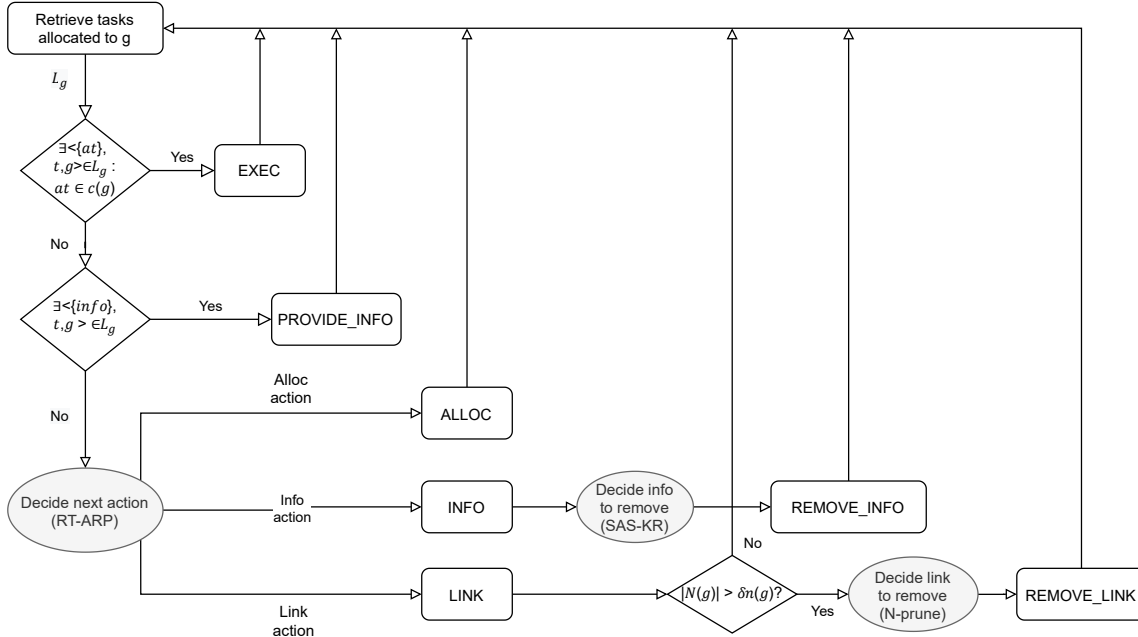 Retrieve tasks
allocated to g
L_g
∃<{at},
t,g>∈L_g :
at ∈ c(g)
Yes
EXEC
No
∃<{info},
t,g > ∈L_g
Yes
PROVIDE_INFO
No
Alloc
action
ALLOC
Decide next action
(RT-ARP)
Info
action
INFO
Decide info
to remove
(SAS-KR)
REMOVE_INFO
Link
action
LINK
|N(g)| > δn(g)?
No
Yes
Decide link
to remove
(N-prune)
REMOVE_LINK